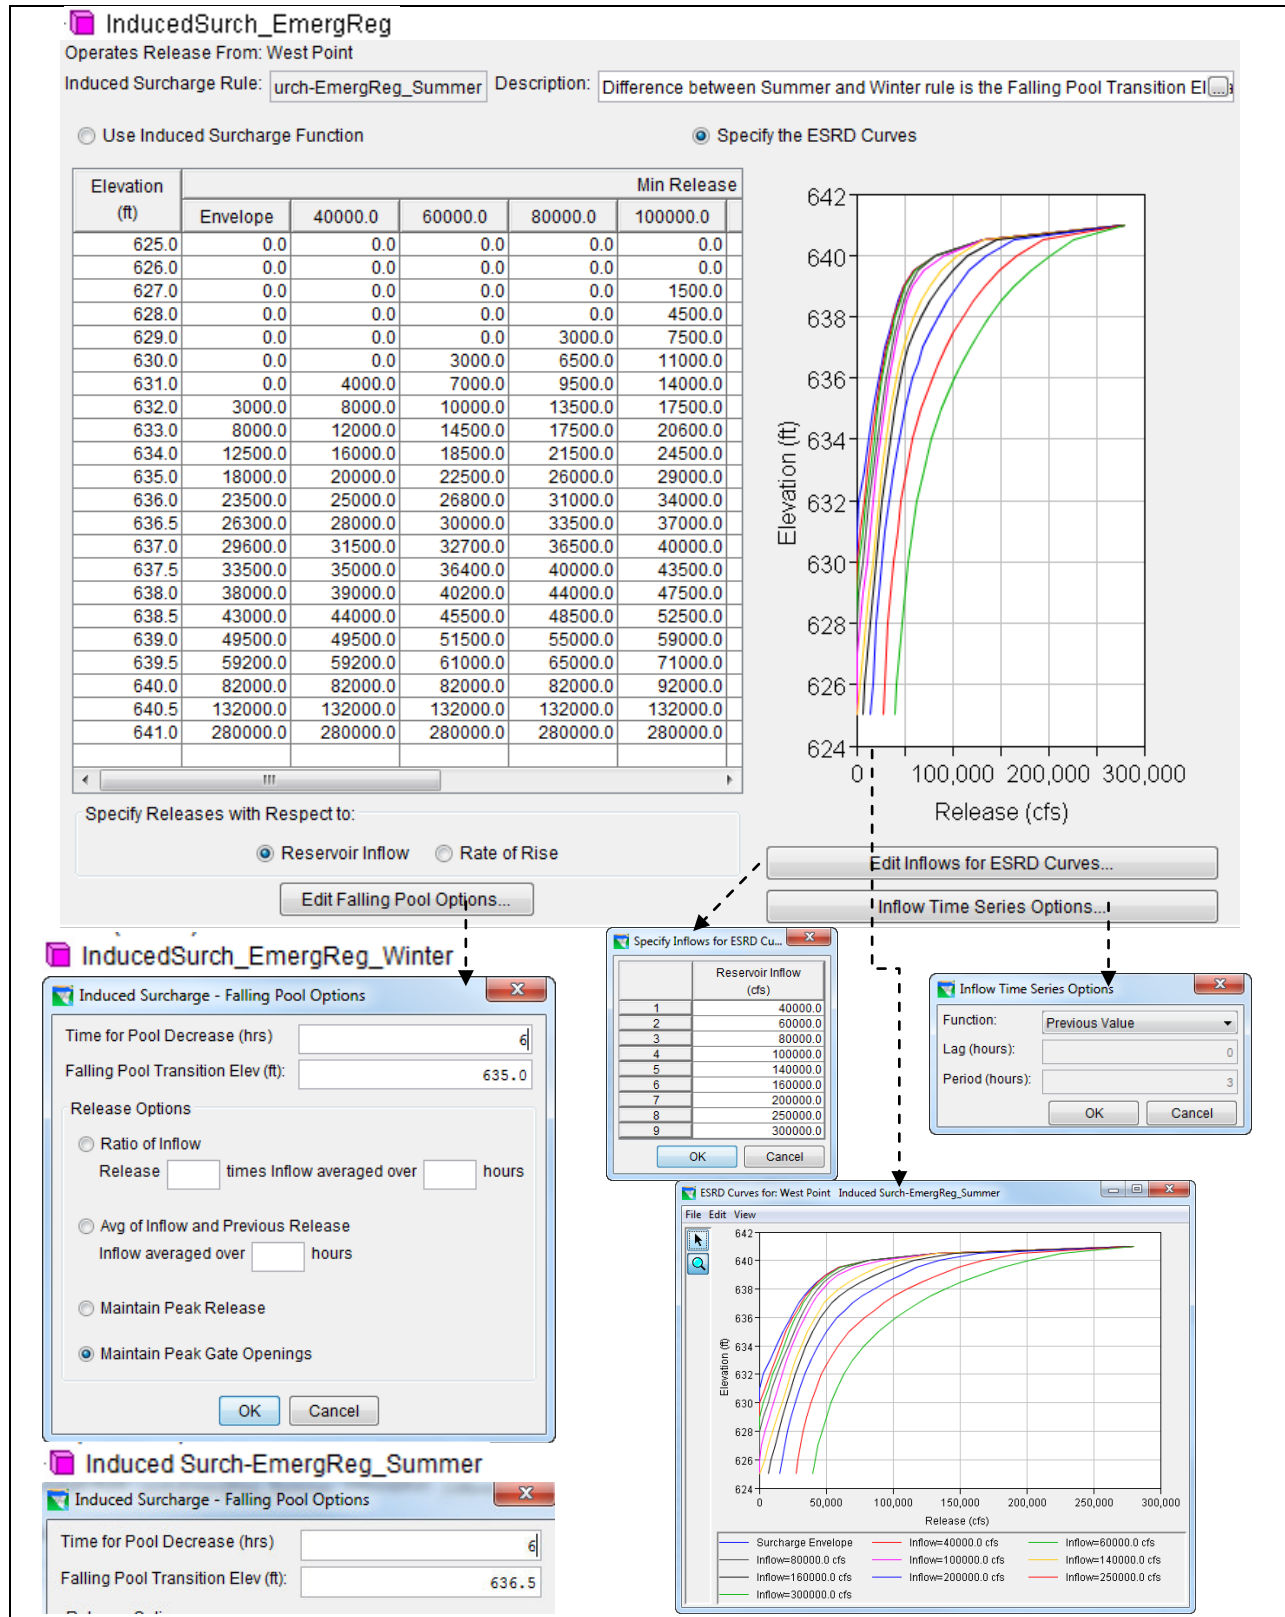 InducedSurch_EmergReg
Operates Release From: West Point
Induced Surcharge Rule: urch-EmergReg_Summer Description: Difference between Summer and Winter rule is the Falling Pool Transition El ...
Use Induced Surcharge Function
Specify the ESRD Curves
Elevation (ft) Min Release
Envelope 40000.0 60000.0 80000.0 100000.0
625.0 0.0 0.0 0.0 0.0 0.0
626.0 0.0 0.0 0.0 0.0 0.0
627.0 0.0 0.0 0.0 0.0 1500.0
628.0 0.0 0.0 0.0 0.0 4500.0
629.0 0.0 0.0 0.0 3000.0 7500.0
630.0 0.0 0.0 3000.0 6500.0 11000.0
631.0 0.0 4000.0 7000.0 9500.0 14000.0
632.0 3000.0 8000.0 10000.0 13500.0 17500.0
633.0 8000.0 12000.0 14500.0 17500.0 20600.0
634.0 12500.0 16000.0 18500.0 21500.0 24500.0
635.0 18000.0 20000.0 22500.0 26000.0 29000.0
636.0 23500.0 25000.0 26800.0 31000.0 34000.0
636.5 26300.0 28000.0 30000.0 33500.0 37000.0
637.0 29600.0 31500.0 32700.0 36500.0 40000.0
637.5 33500.0 35000.0 36400.0 40000.0 43500.0
638.0 38000.0 39000.0 40200.0 44000.0 47500.0
638.5 43000.0 44000.0 45500.0 48500.0 52500.0
639.0 49500.0 49500.0 51500.0 55000.0 59000.0
639.5 59200.0 59200.0 61000.0 65000.0 71000.0
640.0 82000.0 82000.0 82000.0 82000.0 92000.0
640.5 132000.0 132000.0 132000.0 132000.0 132000.0
641.0 280000.0 280000.0 280000.0 280000.0 280000.0
642
640
638
636
634
632
630
628
626
624
Elevation (ft)
0 100,000 200,000 300,000
Release (cfs)
Specify Releases with Respect to:
Reservoir Inflow Rate of Rise
Edit Falling Pool Options...
Edit Inflows for ESRD Curves...
Inflow Time Series Options...
InducedSurch_EmergReg_Winter
Induced Surcharge - Falling Pool Options
Time for Pool Decrease (hrs) 6
Falling Pool Transition Elev (ft): 635.0
Release Options
Ratio of Inflow
Release times Inflow averaged over hours
Avg of Inflow and Previous Release
Inflow averaged over hours
Maintain Peak Release
Maintain Peak Gate Openings
OK Cancel
Specify Inflows for ESRD Cu...
Reservoir Inflow
(cfs)
1 40000.0
2 60000.0
3 80000.0
4 100000.0
5 140000.0
6 160000.0
7 200000.0
8 250000.0
9 300000.0
OK Cancel
Inflow Time Series Options
Function: Previous Value
Lag (hours): 0
Period (hours): 3
OK Cancel
ESRD Curves for: West Point Induced Surch-EmergReg_Summer
File Edit View
642
640
638
636
634
632
630
628
626
624
Elevation (ft)
0 50,000 100,000 150,000 200,000 250,000 300,000
Release (cfs)
Surcharge Envelope Inflow=40000.0 cfs Inflow=60000.0 cfs
Inflow=80000.0 cfs Inflow=100000.0 cfs Inflow=140000.0 cfs
Inflow=160000.0 cfs Inflow=200000.0 cfs Inflow=250000.0 cfs
Inflow=300000.0 cfs
Induced Surch-EmergReg_Summer
Induced Surcharge - Falling Pool Options
Time for Pool Decrease (hrs) 6
Falling Pool Transition Elev (ft): 636.5